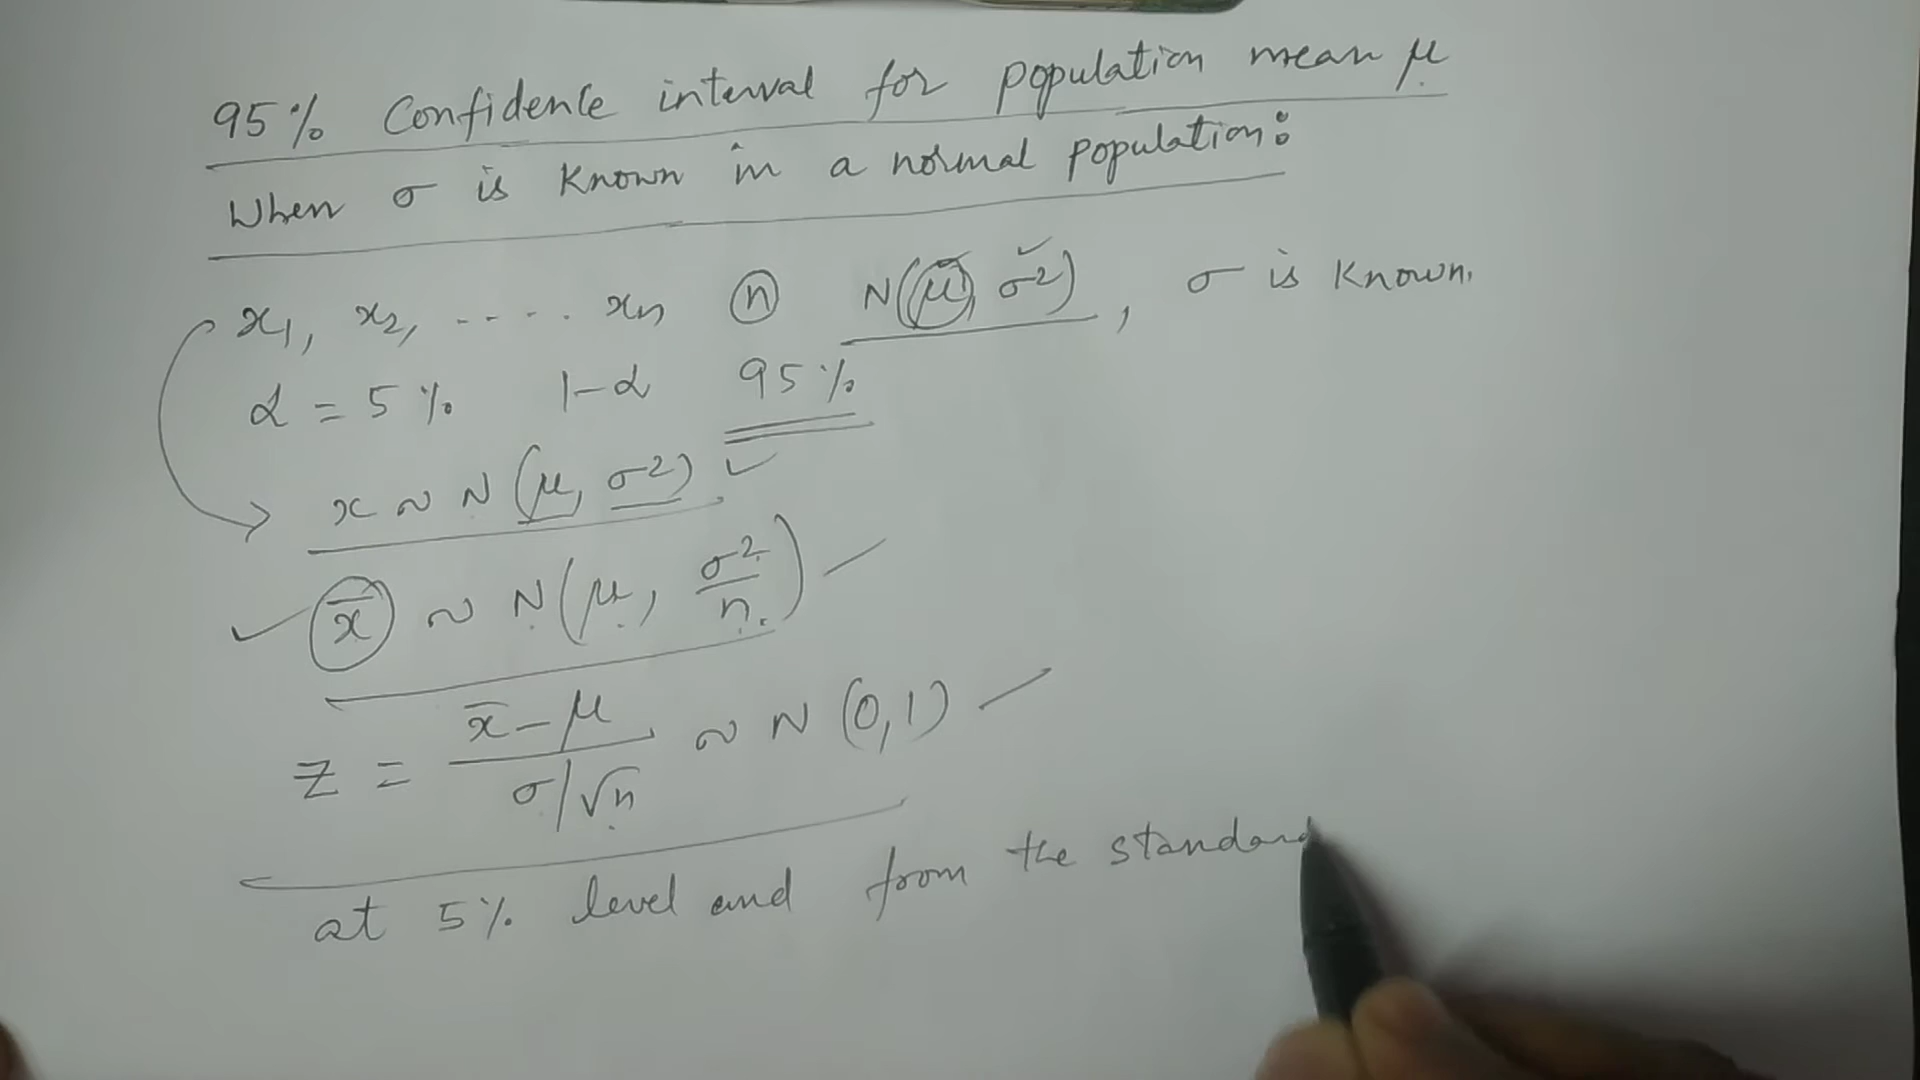 95% Confidence interval for population mean μ
When σ is known in a normal population:
x₁, x₂, ..... xₙ n N(μ, σ²), σ is known.
α = 5% 1-α 95%
x ~ N(μ, σ²)
x̄ ~ N(μ, σ²/n)
z = (x̄-μ)/(σ/√n) ~ N(0,1)
at 5% level and from the standard